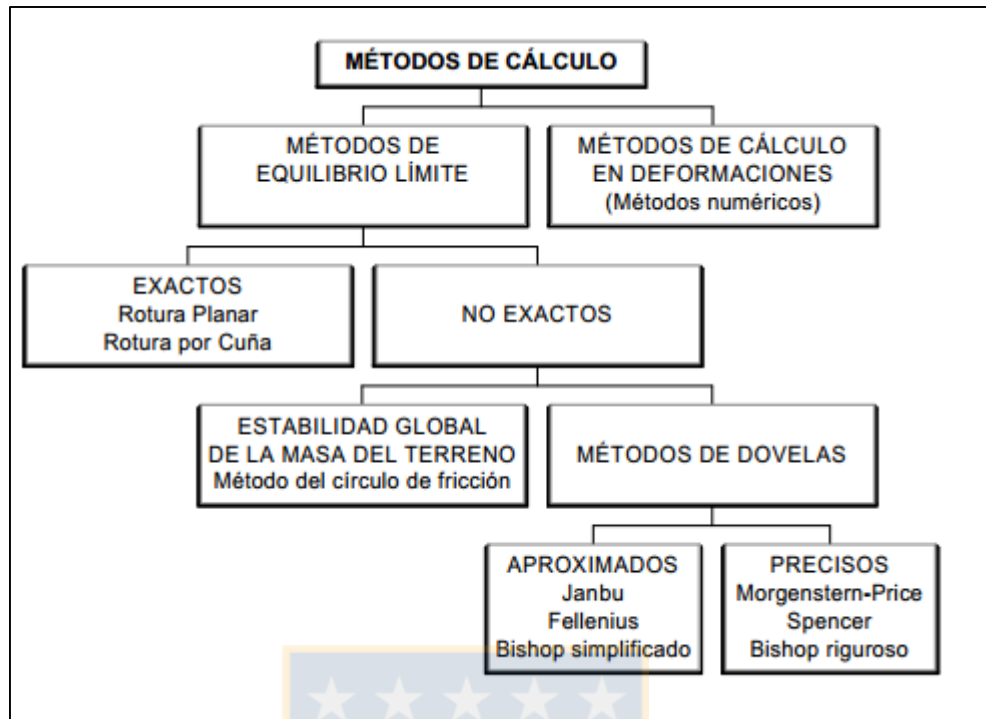 MÉTODOS DE CÁLCULO
MÉTODOS DE
EQUILIBRIO LÍMITE
MÉTODOS DE CÁLCULO
EN DEFORMACIONES
(Métodos numéricos)
EXACTOS
Rotura Planar
Rotura por Cuña
NO EXACTOS
ESTABILIDAD GLOBAL
DE LA MASA DEL TERRENO
Método del círculo de fricción
MÉTODOS DE DOVELAS
APROXIMADOS
Janbu
Fellenius
Bishop simplificado
PRECISOS
Morgenstern-Price
Spencer
Bishop riguroso